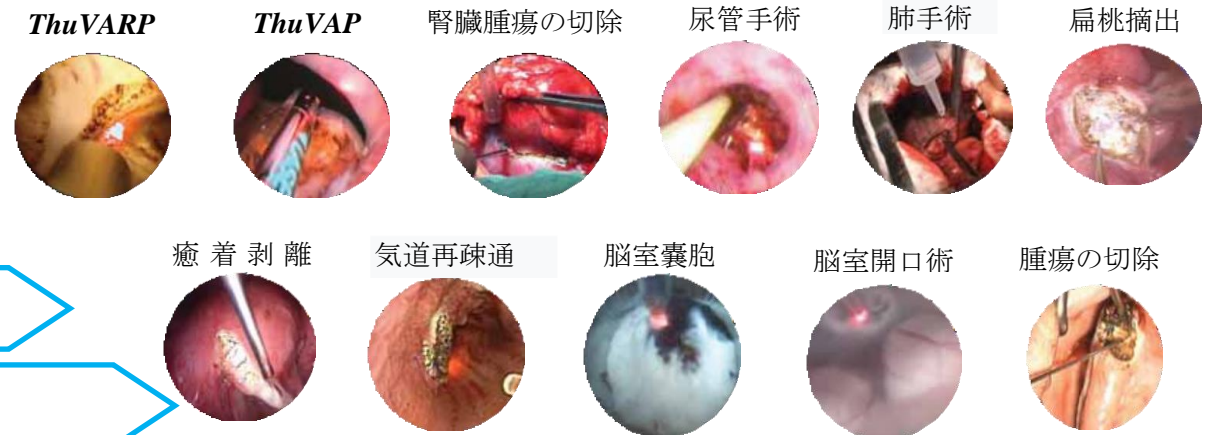 ThuVARP
ThuVAP
腎臓腫瘍の切除
尿管手術
肺手術
扁桃摘出
癒着剥離
気道再疎通
脳室嚢胞
脳室開口術
腫瘍の切除